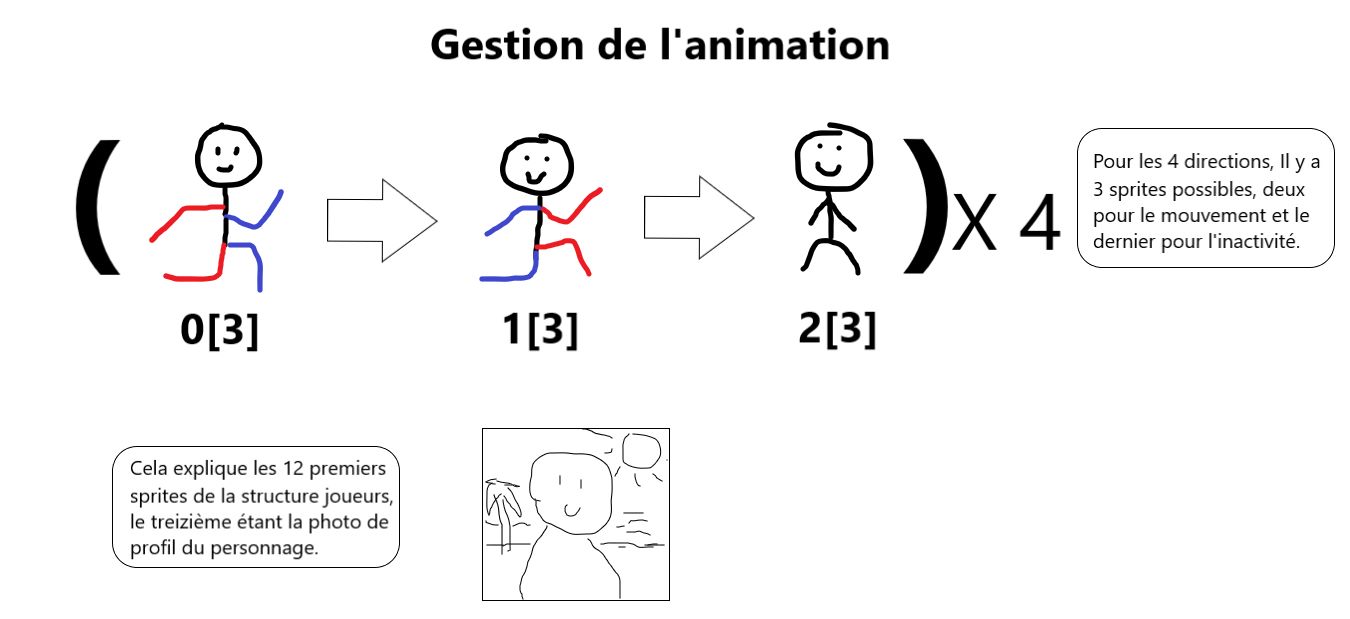 Gestion de l'animation
( ) X 4
Pour les 4 directions, Il y a
3 sprites possibles, deux
pour le mouvement et le
dernier pour l'inactivité.
0[3]
1[3]
2[3]
Cela explique les 12 premiers
sprites de la structure joueurs,
le treizième étant la photo de
profil du personnage.